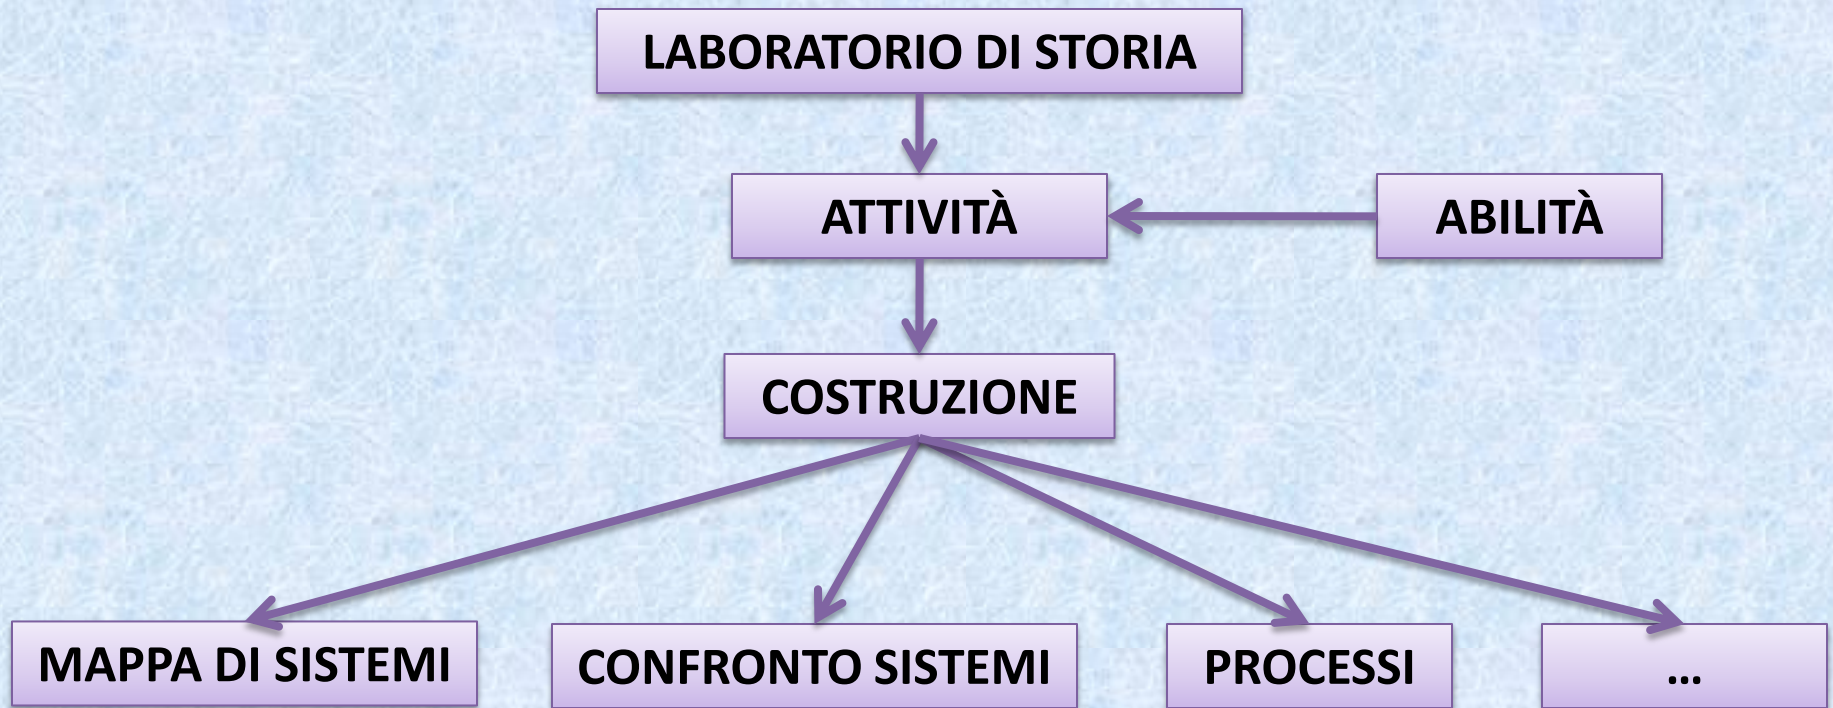 LABORATORIO DI STORIA
ATTIVITÀ
ABILITÀ
COSTRUZIONE
MAPPA DI SISTEMI
CONFRONTO SISTEMI
PROCESSI
...